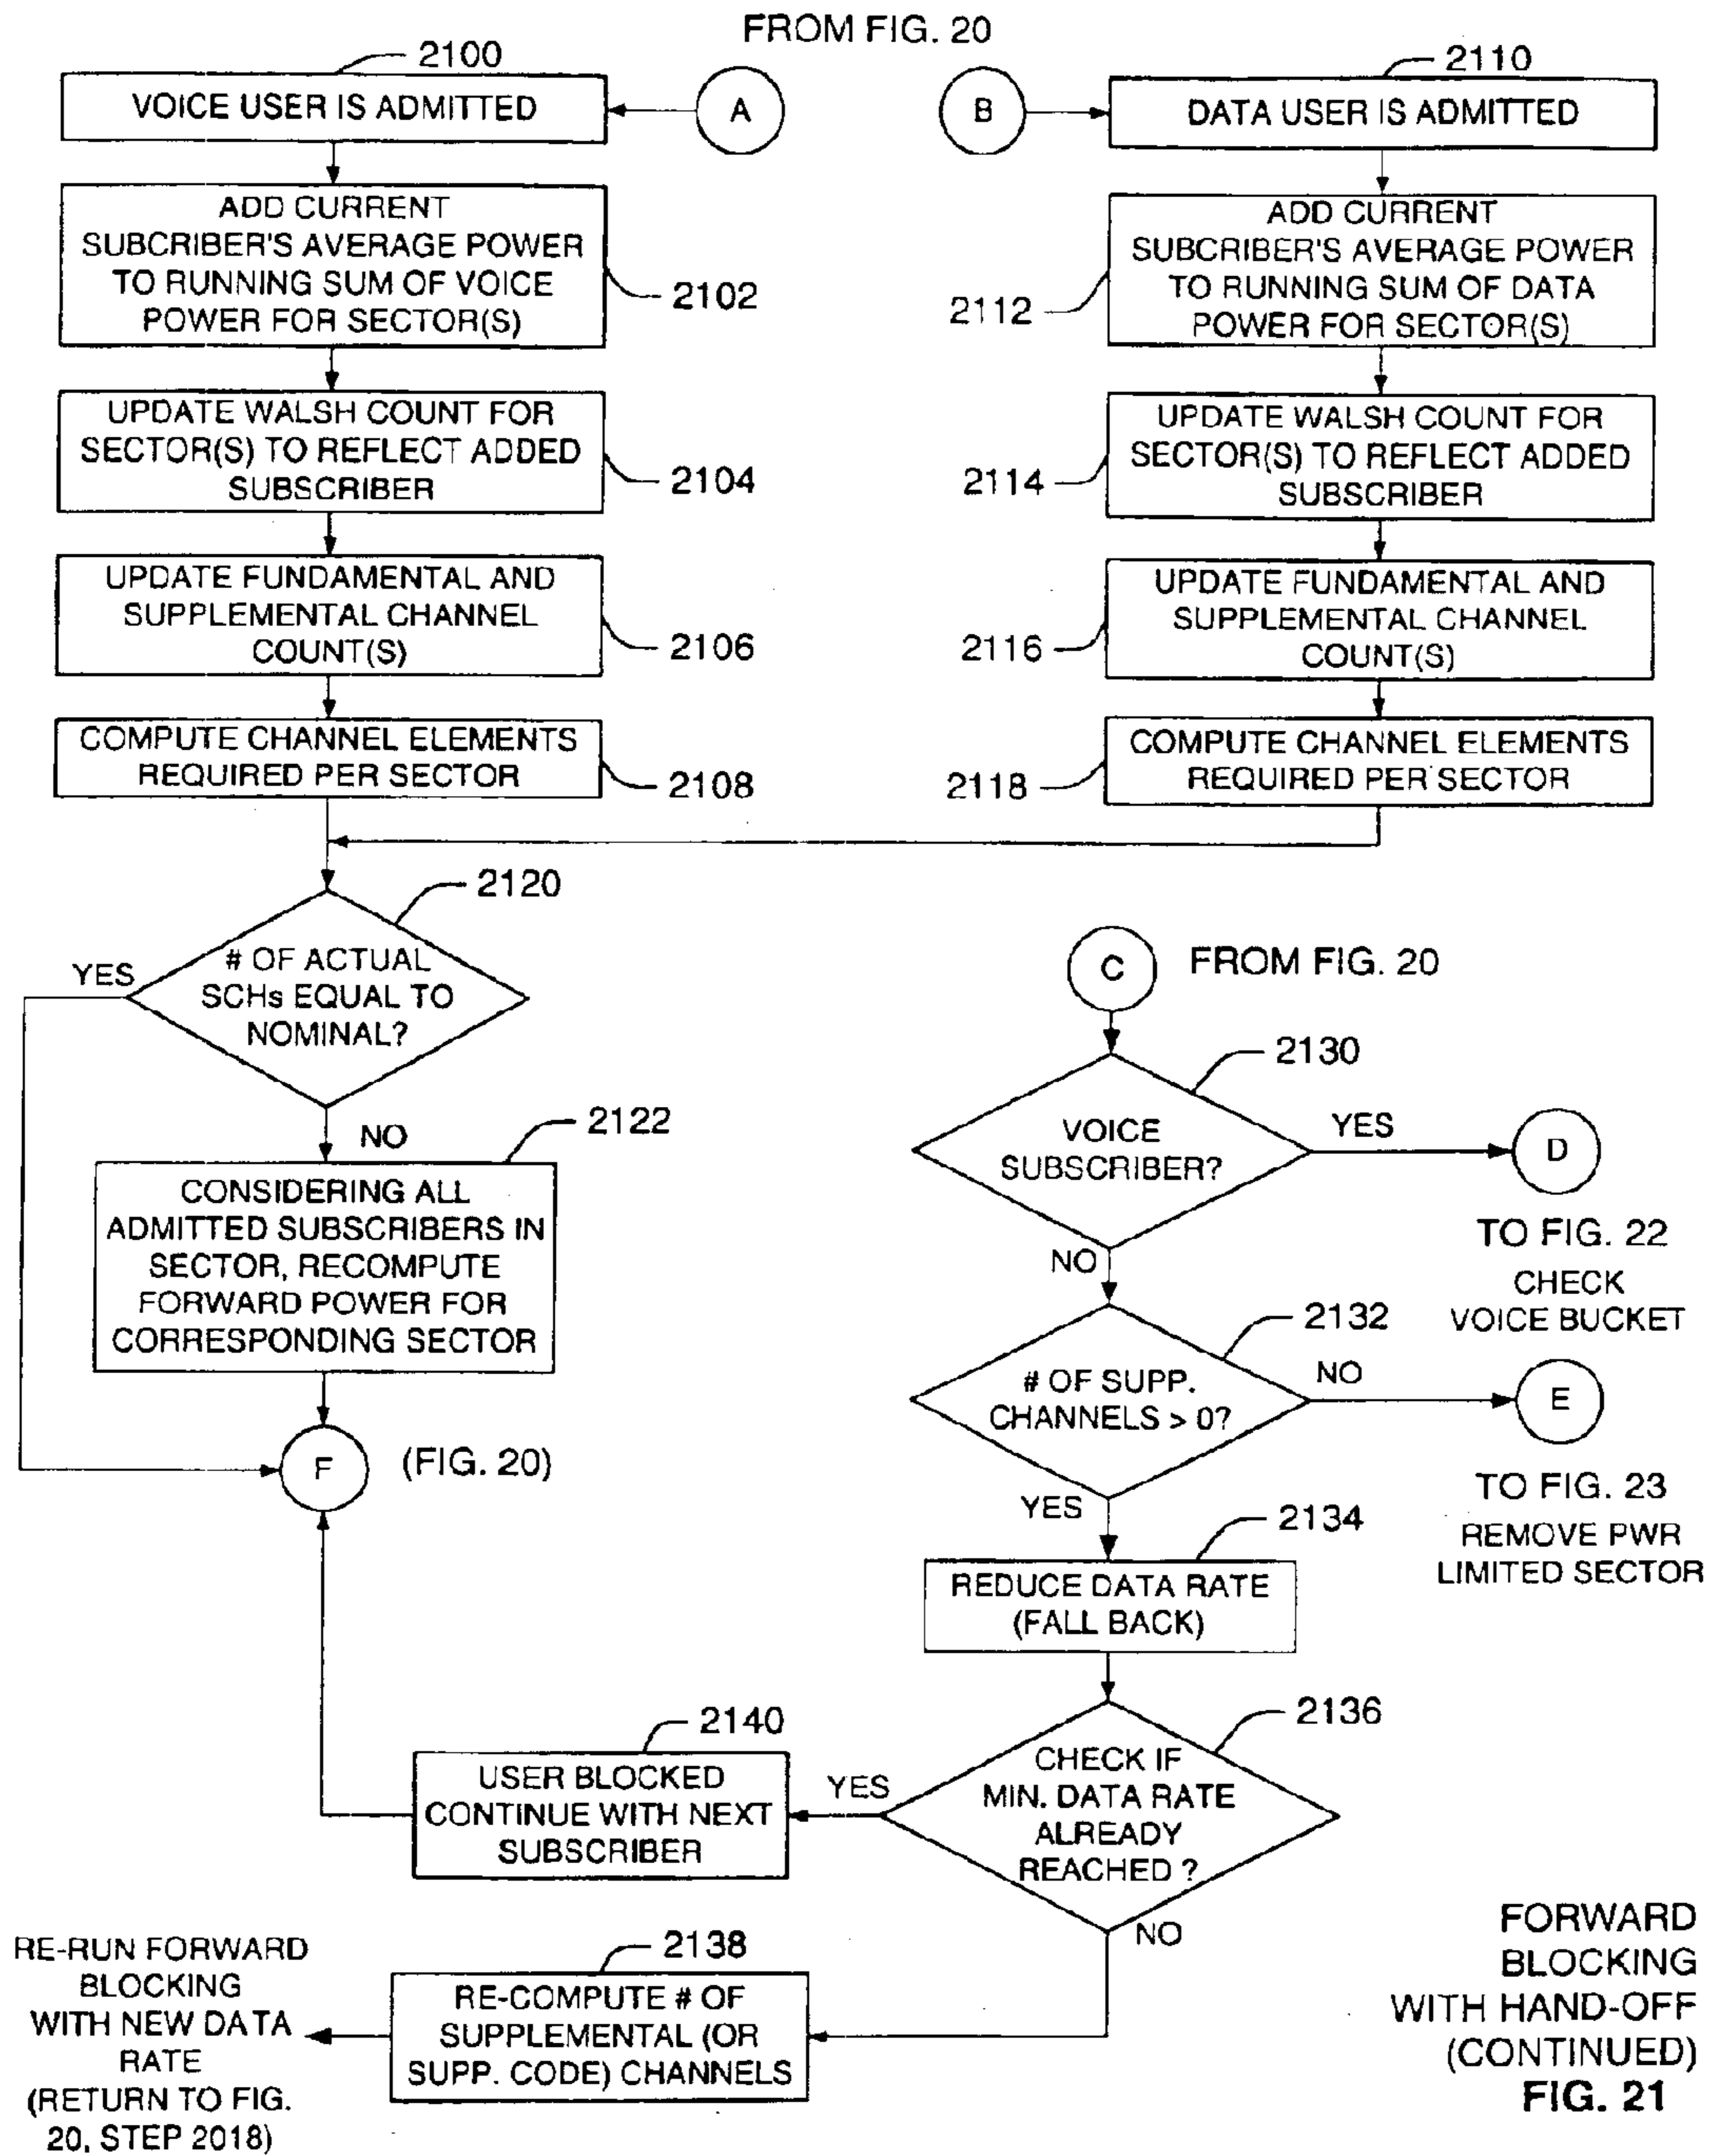 FROM FIG. 20
2100
VOICE USER IS ADMITTED
A
B
2110
DATA USER IS ADMITTED
ADD CURRENT
SUBCRIBER'S AVERAGE POWER
TO RUNNING SUM OF VOICE
POWER FOR SECTOR(S)
2102
2112
ADD CURRENT
SUBCRIBER'S AVERAGE POWER
TO RUNNING SUM OF DATA
POWER FOR SECTOR(S)
UPDATE WALSH COUNT FOR
SECTOR(S) TO REFLECT ADDED
SUBSCRIBER
2104
2114
UPDATE WALSH COUNT FOR
SECTOR(S) TO REFLECT ADDED
SUBSCRIBER
UPDATE FUNDAMENTAL AND
SUPPLEMENTAL CHANNEL
COUNT(S)
2106
2116
UPDATE FUNDAMENTAL AND
SUPPLEMENTAL CHANNEL
COUNT(S)
COMPUTE CHANNEL ELEMENTS
REQUIRED PER SECTOR
2108
2118
COMPUTE CHANNEL ELEMENTS
REQUIRED PER SECTOR
2120
# OF ACTUAL
SCHs EQUAL TO
NOMINAL?
YES
NO
2122
CONSIDERING ALL
ADMITTED SUBSCRIBERS IN
SECTOR, RECOMPUTE
FORWARD POWER FOR
CORRESPONDING SECTOR
F
(FIG. 20)
C
FROM FIG. 20
2130
VOICE
SUBSCRIBER?
YES
D
TO FIG. 22
CHECK
VOICE BUCKET
NO
2132
# OF SUPP.
CHANNELS > 0?
NO
E
TO FIG. 23
REMOVE PWR
LIMITED SECTOR
YES
2134
REDUCE DATA RATE
(FALL BACK)
2136
CHECK IF
MIN. DATA RATE
ALREADY
REACHED ?
YES
2140
USER BLOCKED
CONTINUE WITH NEXT
SUBSCRIBER
NO
2138
RE-COMPUTE # OF
SUPPLEMENTAL (OR
SUPP. CODE) CHANNELS
RE-RUN FORWARD
BLOCKING
WITH NEW DATA
RATE
(RETURN TO FIG.
20, STEP 2018)
FORWARD
BLOCKING
WITH HAND-OFF
(CONTINUED)
FIG. 21